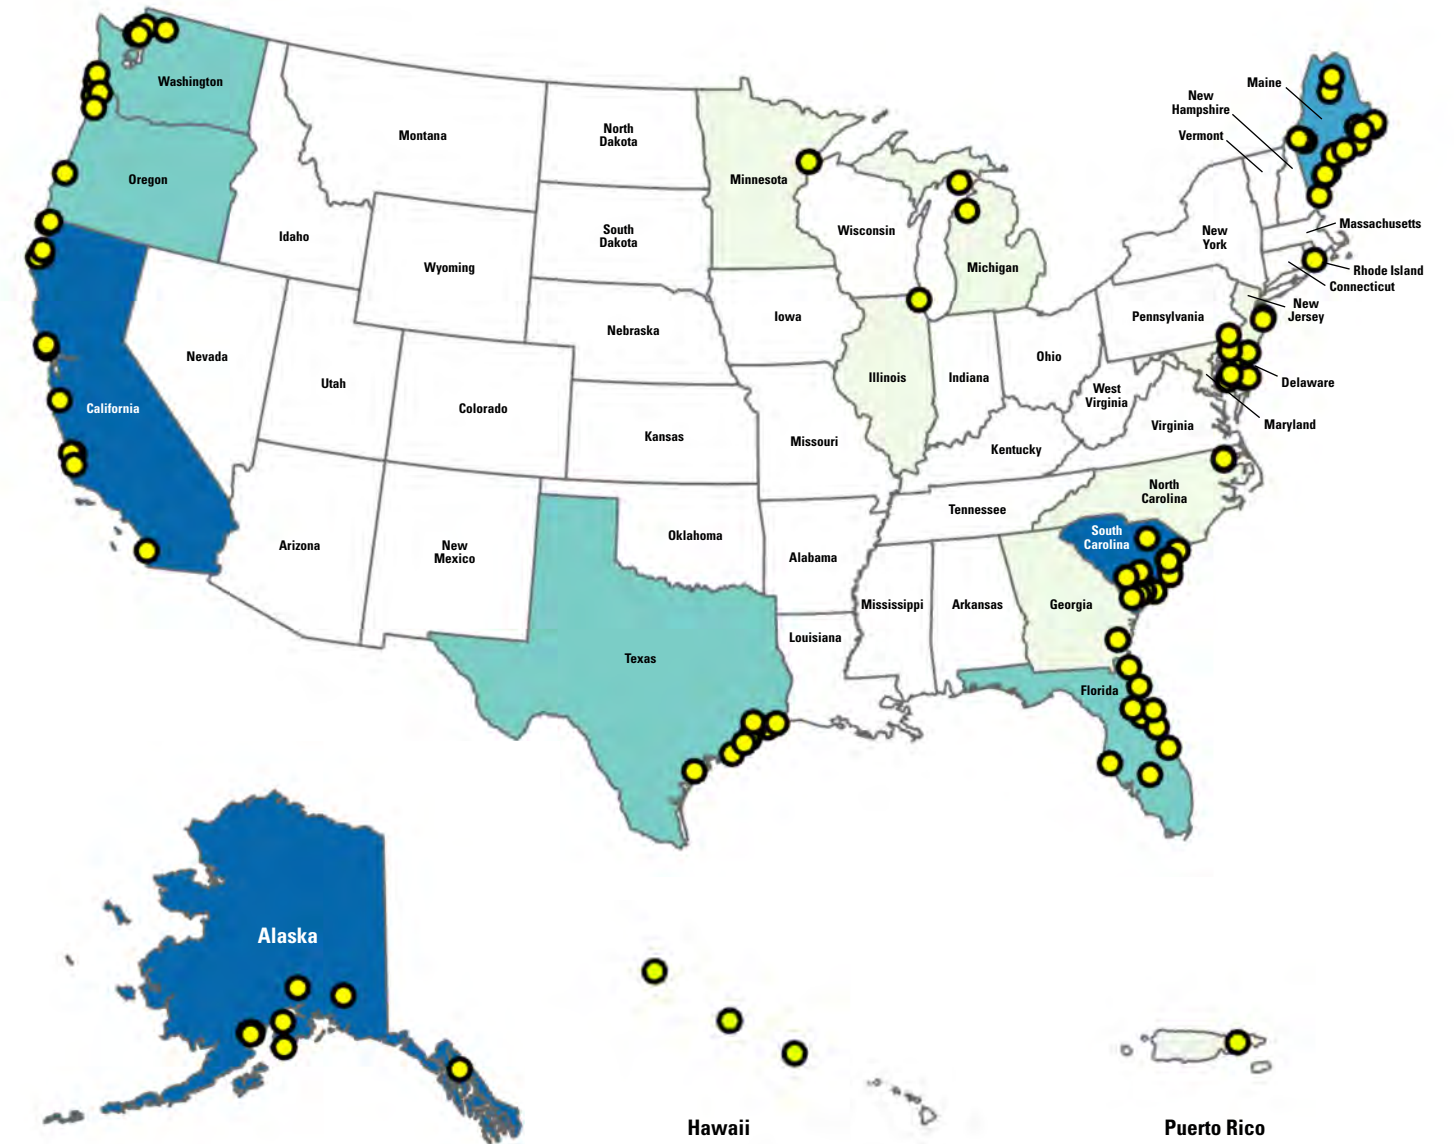 Washington
Montana
North
Dakota
Minnesota
Maine
New
Hampshire
Vermont
Oregon
Idaho
South
Dakota
Wisconsin
New
York
Massachusetts
Wyoming
Michigan
Rhode Island
Connecticut
Nevada
Nebraska
Iowa
Pennsylvania
New
Jersey
Utah
Colorado
Illinois
Indiana
Ohio
West
Virginia
Delaware
California
Kansas
Missouri
Kentucky
Virginia
Maryland
Arizona
New
Mexico
Oklahoma
Alabama
Tennessee
North
Carolina
South
Carolina
Mississippi
Arkansas
Georgia
Louisiana
Texas
Florida
Alaska
Hawaii
Puerto Rico